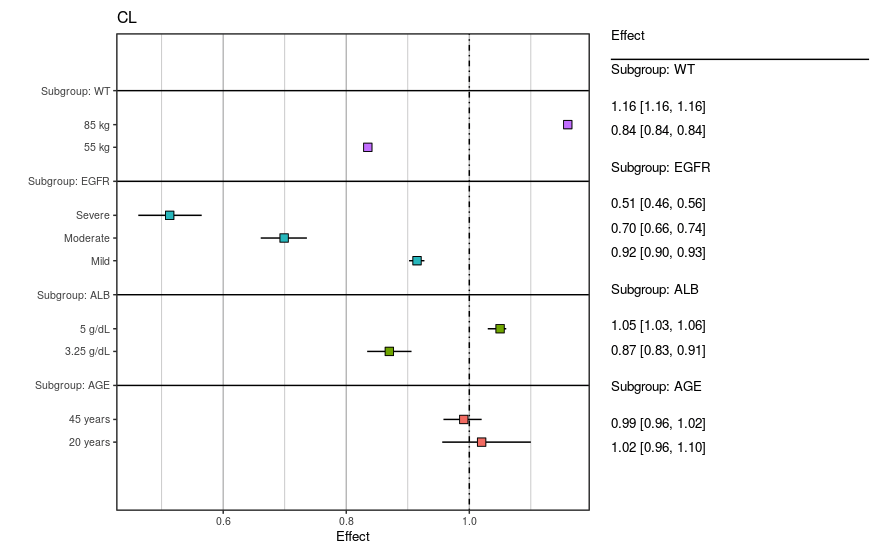 CL
Effect
Subgroup: WT
Subgroup: WT
85 kg
1.16 [1.16, 1.16]
55 kg
0.84 [0.84, 0.84]
Subgroup: EGFR
Subgroup: EGFR
Severe
0.51 [0.46, 0.56]
Moderate
0.70 [0.66, 0.74]
Mild
0.92 [0.90, 0.93]
Subgroup: ALB
Subgroup: ALB
5 g/dL
1.05 [1.03, 1.06]
3.25 g/dL
0.87 [0.83, 0.91]
Subgroup: AGE
Subgroup: AGE
45 years
0.99 [0.96, 1.02]
20 years
1.02 [0.96, 1.10]
0.6 0.8 1.0
Effect